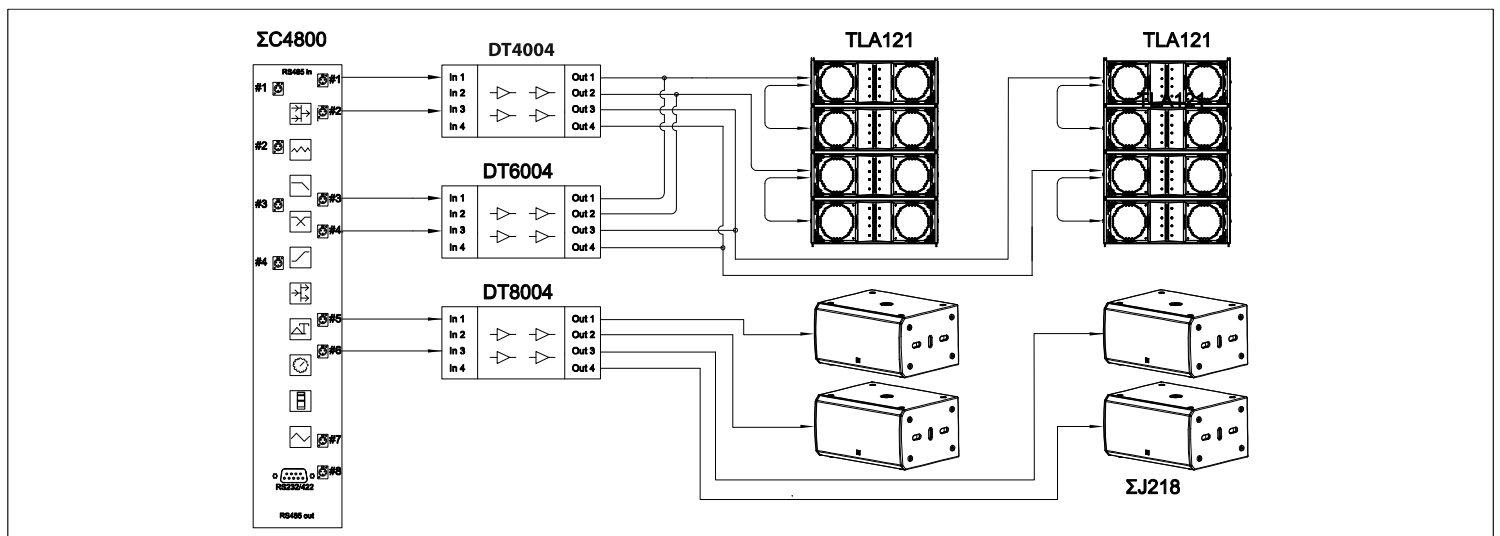 ΣC4800
DT4004
TLA121
TLA121
RS485 in
#1
#1
#2
#2
#3
#3
#4
#4
#5
#6
#7
#8
RS232/422
RS485 out
In 1
In 2
In 3
In 4
Out 1
Out 2
Out 3
Out 4
TLA121
DT6004
In 1
In 2
In 3
In 4
Out 1
Out 2
Out 3
Out 4
DT8004
In 1
In 2
In 3
In 4
Out 1
Out 2
Out 3
Out 4
ΣJ218